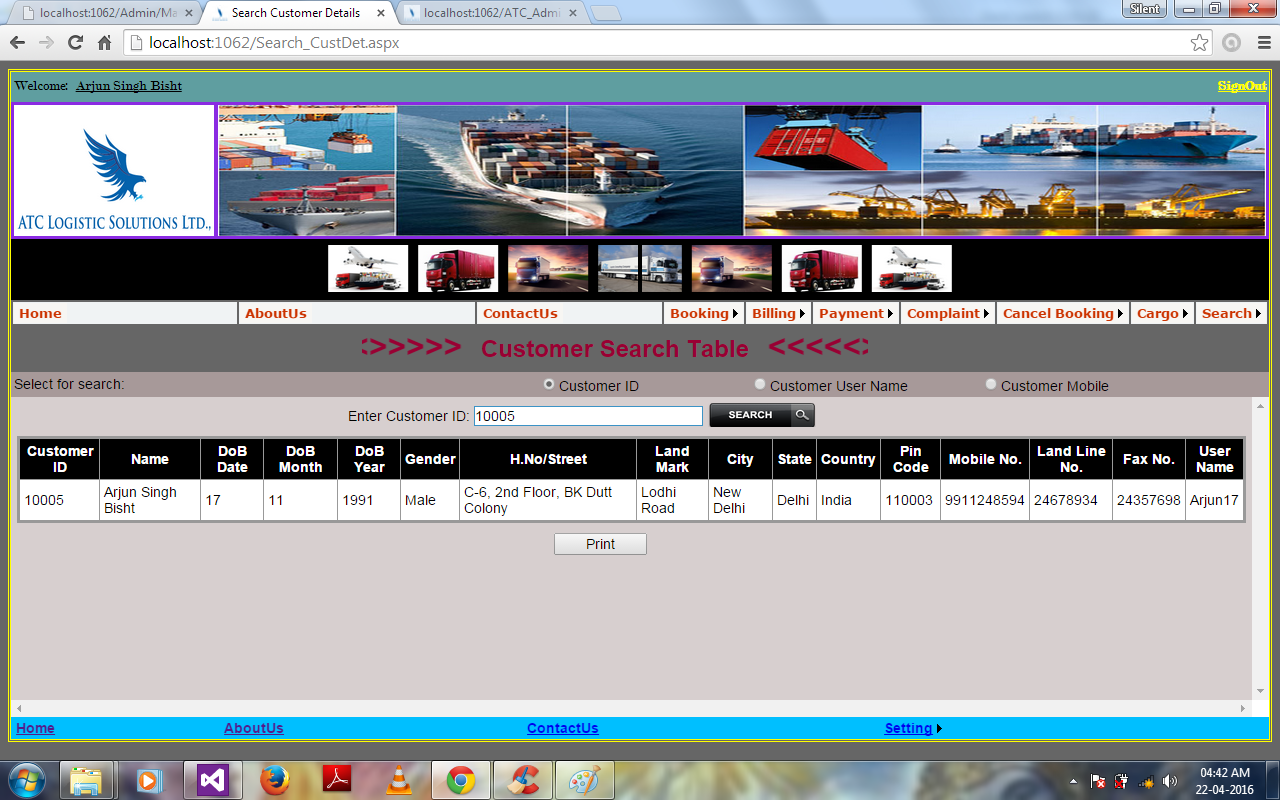 localhost:1062/Admin/Ma
Search Customer Details
localhost:1062/ATC_Admi
Silent
localhost:1062/Search_CustDet.aspx
Welcome: Arjun Singh Bisht
SignOut
ATC LOGISTIC SOLUTIONS LTD.,
Home AboutUs ContactUs Booking Billing Payment Complaint Cancel Booking Cargo Search
>>>>> Customer Search Table <<<<<
Select for search: Customer ID Customer User Name Customer Mobile
Enter Customer ID: 10005 SEARCH
Customer ID Name DoB Date DoB Month DoB Year Gender H.No/Street Land Mark City State Country Pin Code Mobile No. Land Line No. Fax No. User Name
10005 Arjun Singh Bisht 17 11 1991 Male C-6, 2nd Floor, BK Dutt Colony Lodhi Road New Delhi Delhi India 110003 9911248594 24678934 24357698 Arjun17
Print
Home AboutUs ContactUs Setting
04:42 AM
22-04-2016